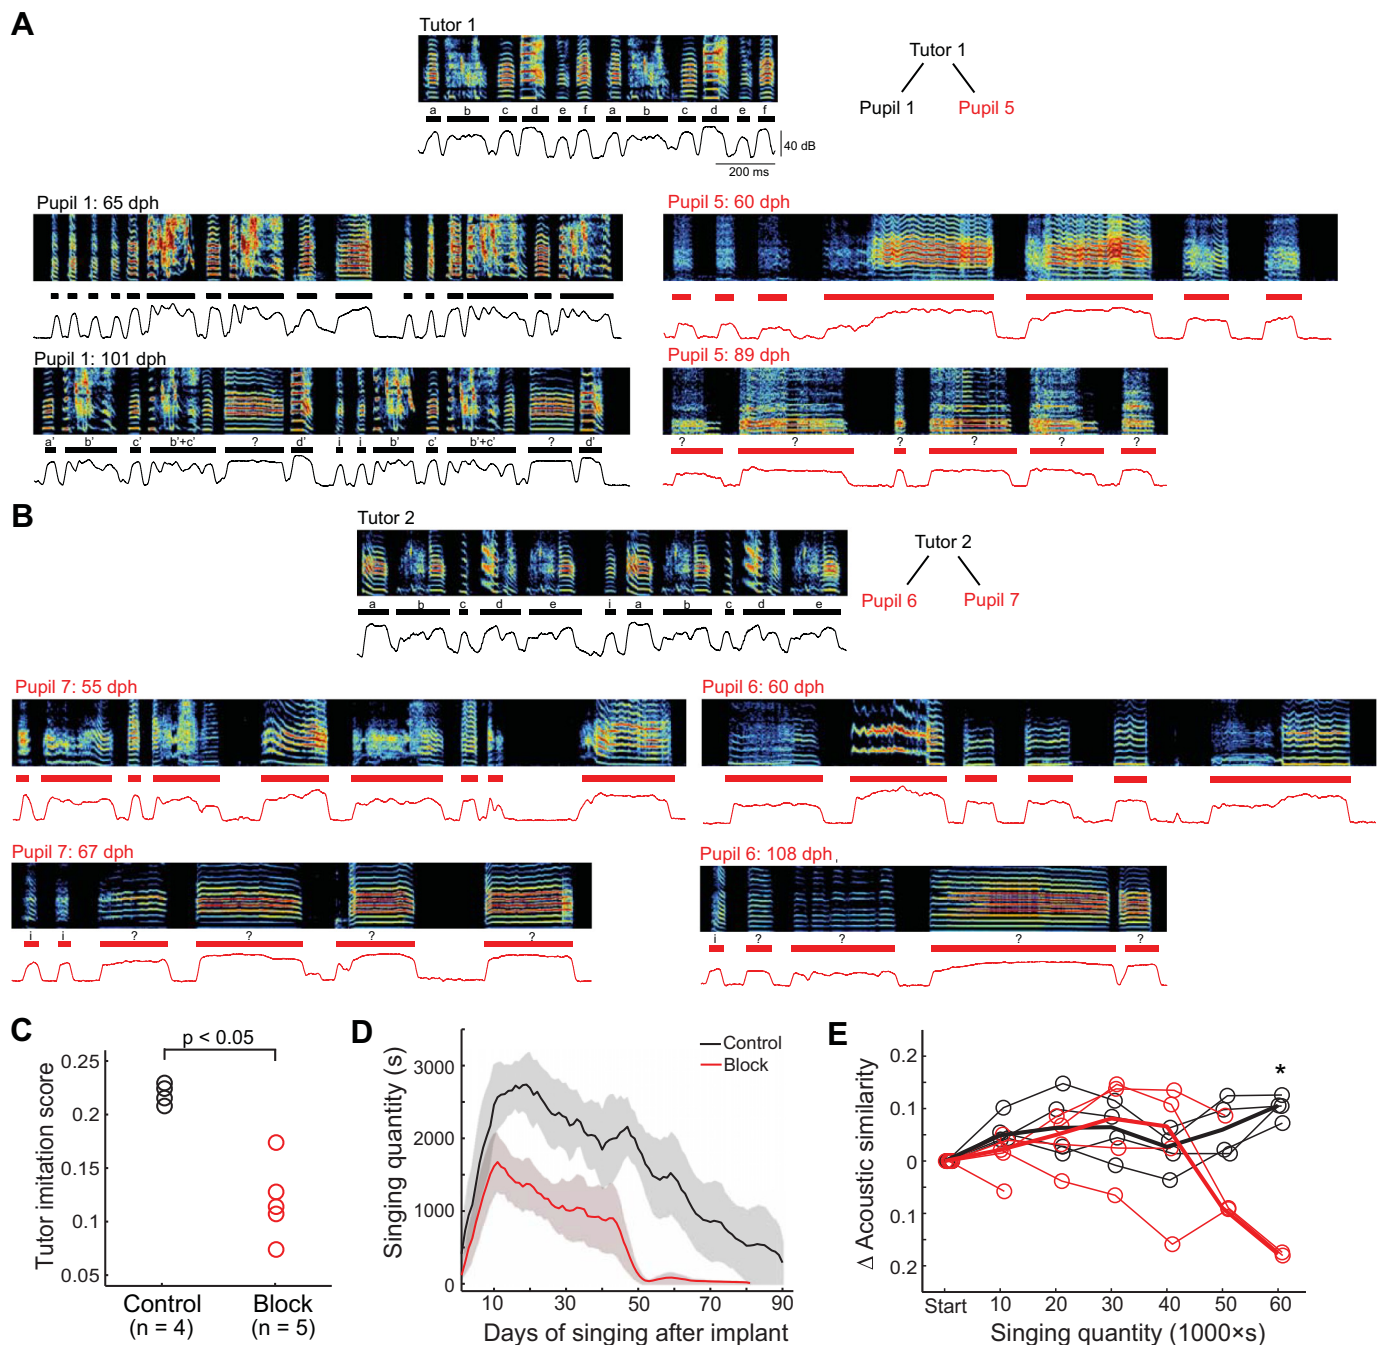 A
Tutor 1
a b c d e f a b c d e f
40 dB
200 ms
Tutor 1
Pupil 1 Pupil 5
Pupil 1: 65 dph
Pupil 5: 60 dph
Pupil 1: 101 dph
a' b' c' b'+c' ? d' i i b' c' b'+c' ? d'
Pupil 5: 89 dph
? ? ? ? ? ?
B
Tutor 2
a b c d e i a b c d e
Tutor 2
Pupil 6 Pupil 7
Pupil 7: 55 dph
Pupil 6: 60 dph
Pupil 7: 67 dph
i i ? ? ? ?
Pupil 6: 108 dph
i ? ? ? ?
C
p < 0.05
Tutor imitation score
0.25
0.2
0.15
0.1
0.05
Control Block
(n = 4) (n = 5)
D
Control
Block
Singing quantity (s)
3000
2000
1000
0
10 30 50 70 90
Days of singing after implant
E
*
Δ Acoustic similarity
0.2
0.1
0
0.1
0.2
Start 10 20 30 40 50 60
Singing quantity (1000×s)